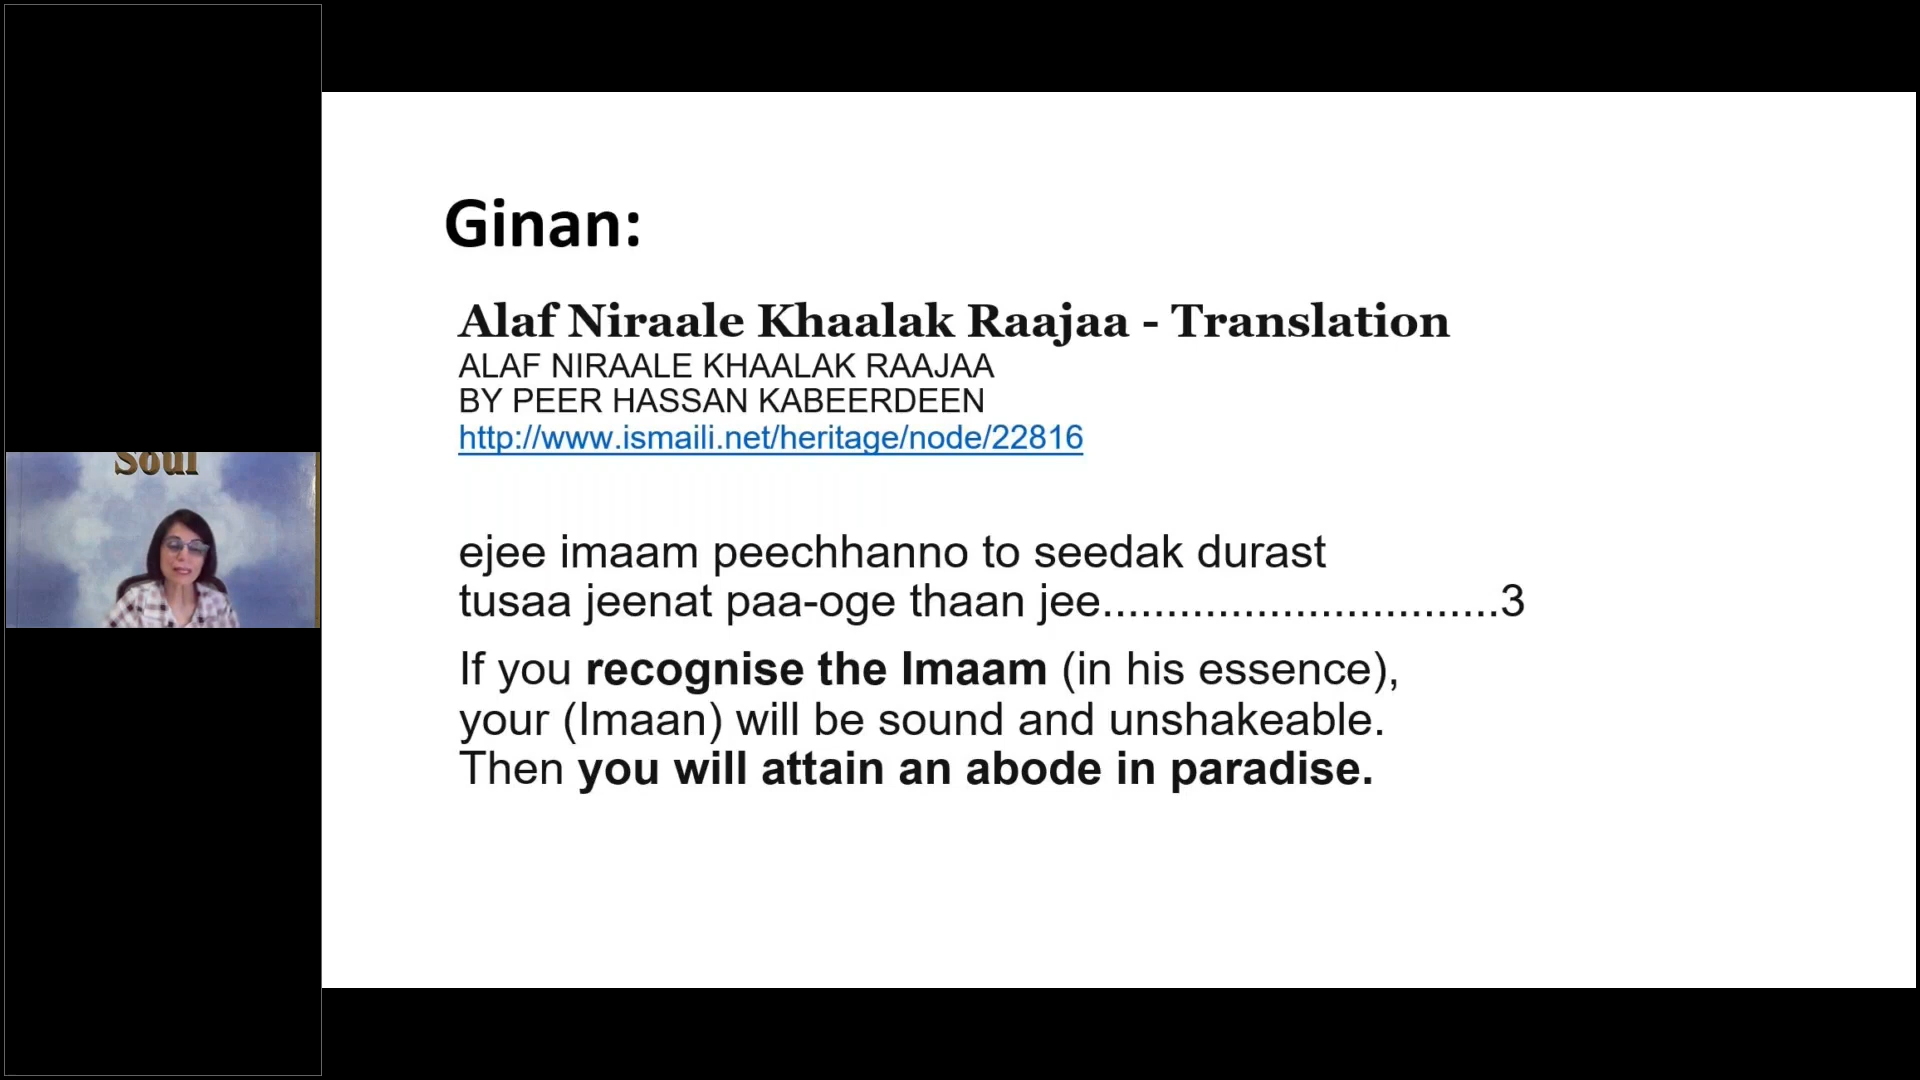 Soul
Ginan:
Alaf Niraale Khaalak Raajaa - Translation
ALAF NIRAALE KHAALAK RAAJAA
BY PEER HASSAN KABEERDEEN
http://www.ismaili.net/heritage/node/22816
ejee imaam peechhanno to seedak durast
tusaa jeenat paa-oge thaan jee...............................3
If you recognise the Imaam (in his essence),
your (Imaan) will be sound and unshakeable.
Then you will attain an abode in paradise.